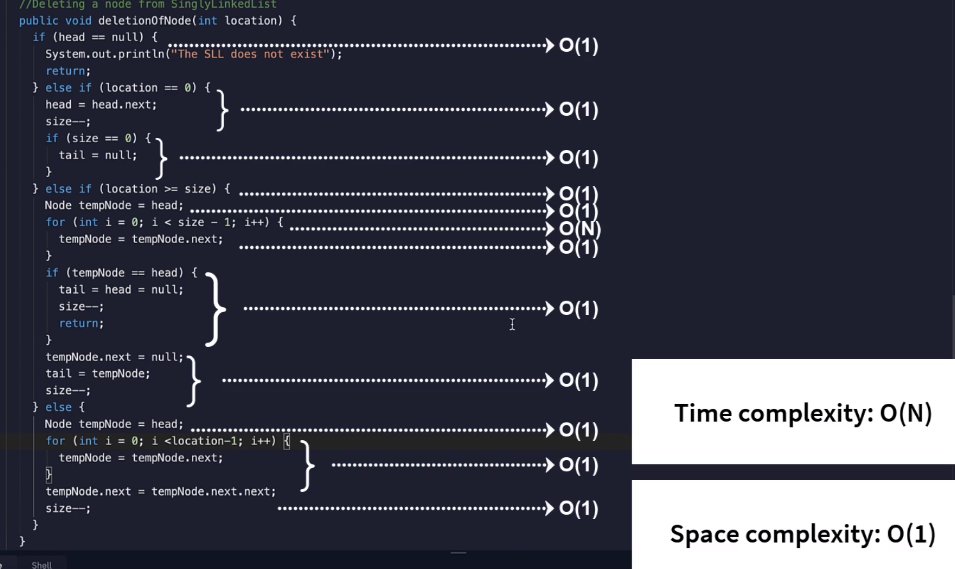 //Deleting a node from SinglyLinkedList
public void deletionOfNode(int location) {
if (head == null) { O(1)
System.out.println("The SLL does not exist");
return;
} else if (location == 0) {
head = head.next; O(1)
size--;
if (size == 0) {
tail = null; O(1)
}
} else if (location >= size) { O(1)
Node tempNode = head; O(1)
for (int i = 0; i < size - 1; i++) { O(N)
tempNode = tempNode.next; O(1)
}
if (tempNode == head) {
tail = head = null;
size--; O(1)
return;
}
tempNode.next = null;
tail = tempNode; O(1)
size--;
} else {
Node tempNode = head; O(1)
for (int i = 0; i <location-1; i++) {
tempNode = tempNode.next; O(1)
}
tempNode.next = tempNode.next.next;
size--; O(1)
}
}
Time complexity: O(N)
Space complexity: O(1)
Shell